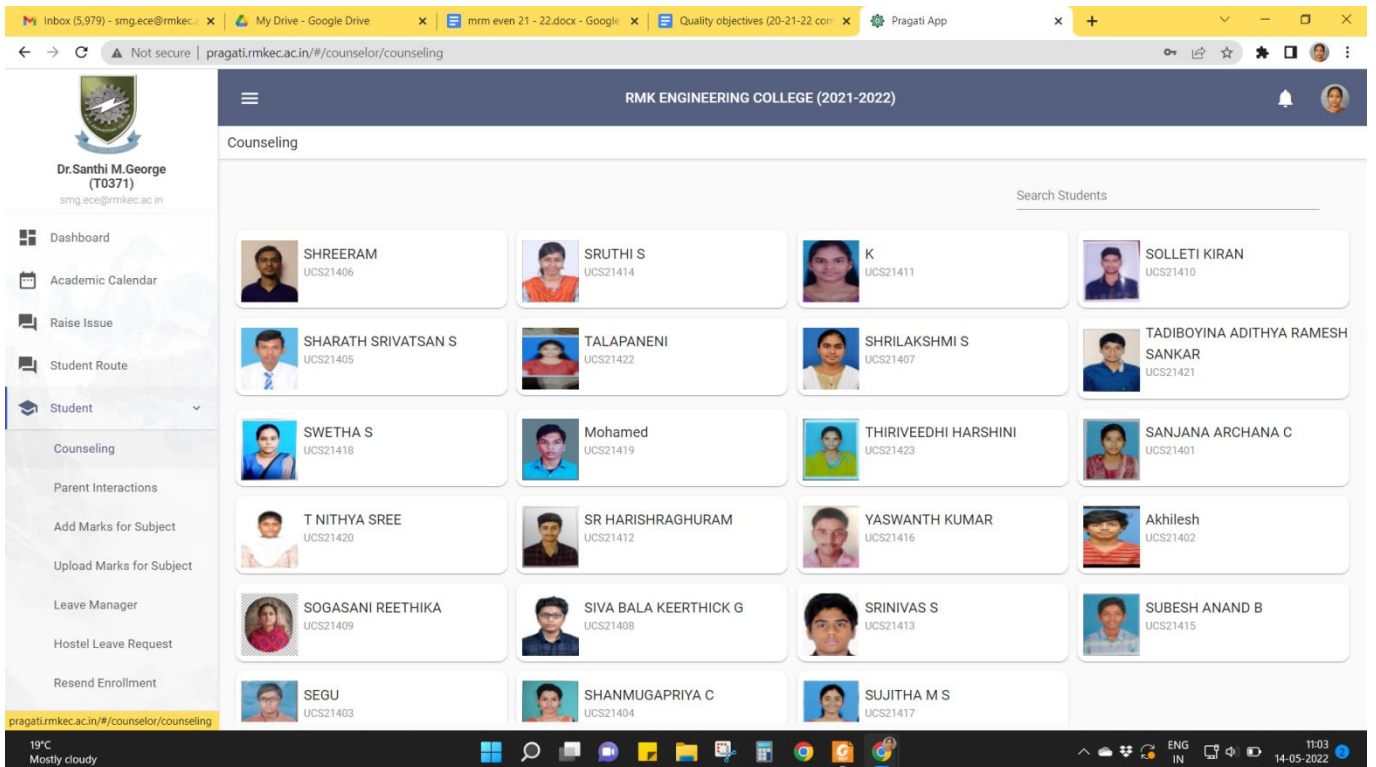 Inbox (5,979) - smg.ece@rmkec.a
My Drive - Google Drive
mrm even 21 - 22.docx - Google
Quality objectives (20-21-22 com
Pragati App
Not secure | pragati.rmkec.ac.in/#/counselor/counseling
RMK ENGINEERING COLLEGE (2021-2022)
Dr.Santhi M.George
(T0371)
smg.ece@rmkec.ac.in
Dashboard
Academic Calendar
Raise Issue
Student Route
Student
Counseling
Parent Interactions
Add Marks for Subject
Upload Marks for Subject
Leave Manager
Hostel Leave Request
Resend Enrollment
pragati.rmkec.ac.in/#/counselor/counseling
Counseling
Search Students
SHREERAM
UCS21406
SRUTHI S
UCS21414
K
UCS21411
SOLLETI KIRAN
UCS21410
SHARATH SRIVATSAN S
UCS21405
TALAPANENI
UCS21422
SHRILAKSHMI S
UCS21407
TADIBOYINA ADITHYA RAMESH
SANKAR
UCS21421
SWETHA S
UCS21418
Mohamed
UCS21419
THIRIVEEDHI HARSHINI
UCS21423
SANJANA ARCHANA C
UCS21401
T NITHYA SREE
UCS21420
SR HARISHRAGHURAM
UCS21412
YASWANTH KUMAR
UCS21416
Akhilesh
UCS21402
SOGASANI REETHIKA
UCS21409
SIVA BALA KEERTHICK G
UCS21408
SRINIVAS S
UCS21413
SUBESH ANAND B
UCS21415
SEGU
UCS21403
SHANMUGAPRIYA C
UCS21404
SUJITHA M S
UCS21417
19°C
Mostly cloudy
ENG
IN
11:03
14-05-2022
2